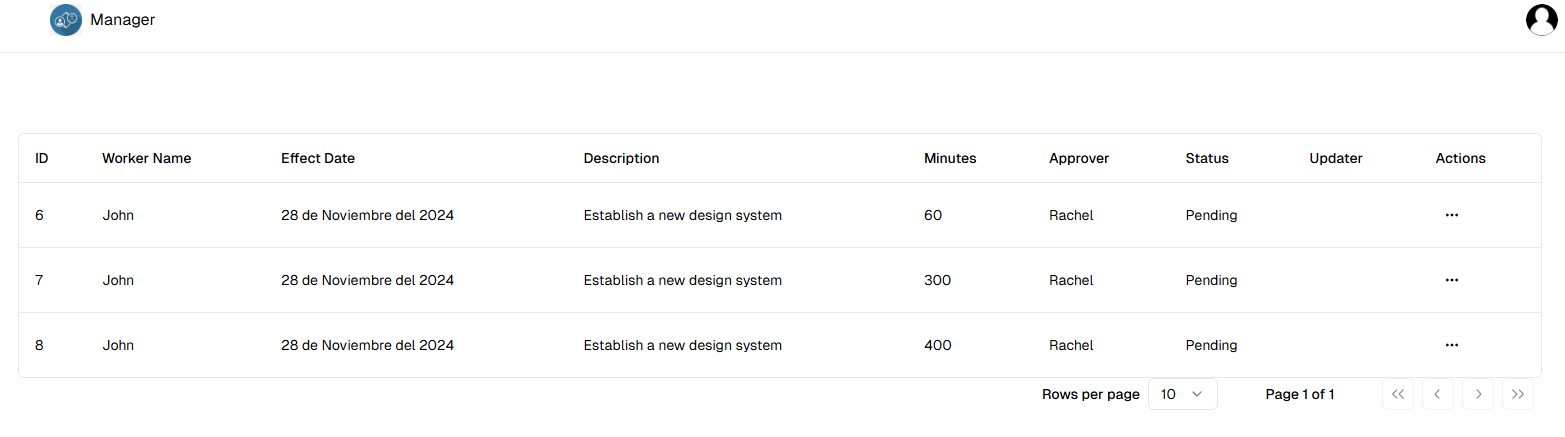 Manager
ID Worker Name Effect Date Description Minutes Approver Status Updater Actions
6 John 28 de Noviembre del 2024 Establish a new design system 60 Rachel Pending ...
7 John 28 de Noviembre del 2024 Establish a new design system 300 Rachel Pending ...
8 John 28 de Noviembre del 2024 Establish a new design system 400 Rachel Pending ...
Rows per page 10 Page 1 of 1